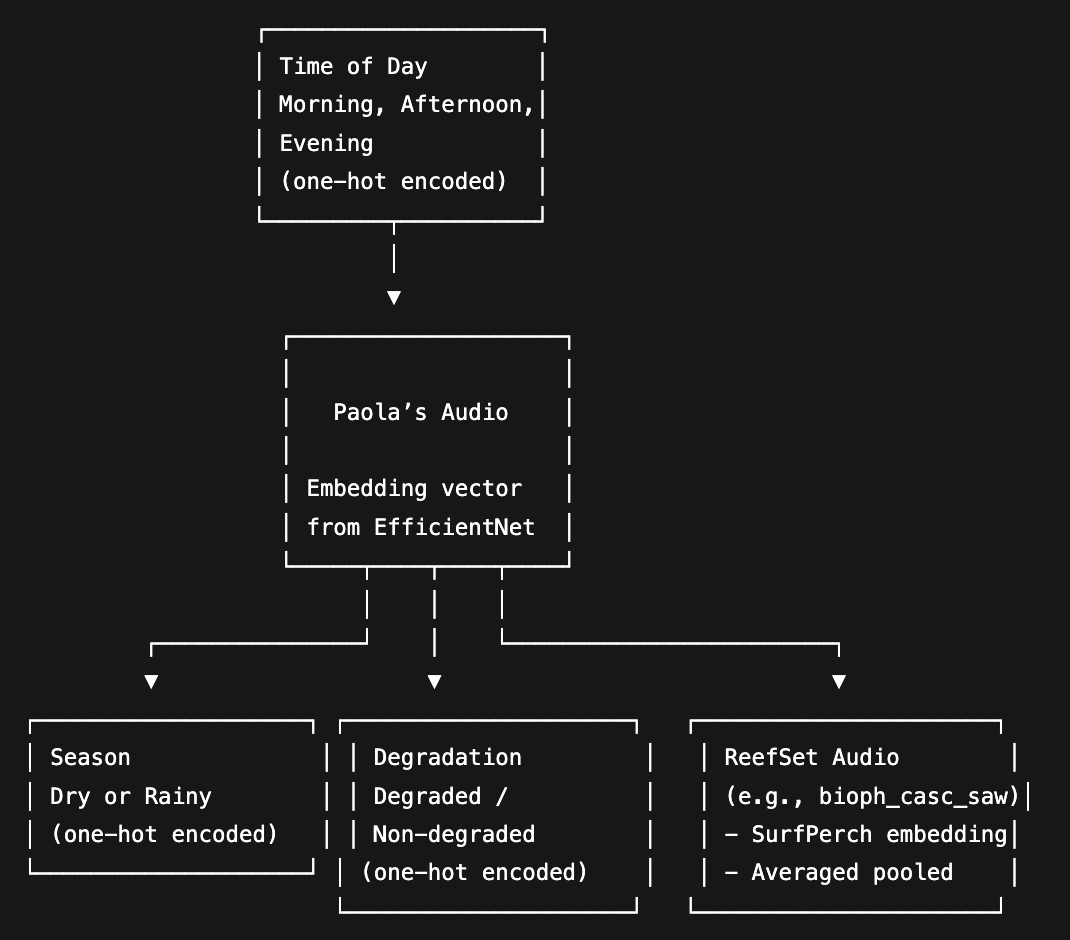 Time of Day
Morning, Afternoon,
Evening
(one-hot encoded)
Paola’s Audio
Embedding vector
from EfficientNet
Season
Dry or Rainy
(one-hot encoded)
Degradation
Degraded /
Non-degraded
(one-hot encoded)
ReefSet Audio
(e.g., bioph_casc_saw)
- SurfPerch embedding
- Averaged pooled